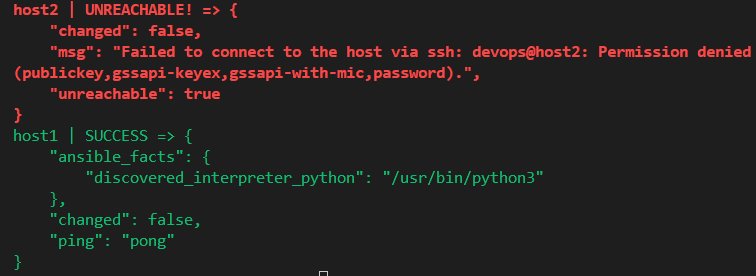 host2 | UNREACHABLE! => {
    "changed": false,
    "msg": "Failed to connect to the host via ssh: devops@host2: Permission denied
(publickey,gssapi-keyex,gssapi-with-mic,password).",
    "unreachable": true
}
host1 | SUCCESS => {
    "ansible_facts": {
        "discovered_interpreter_python": "/usr/bin/python3"
    },
    "changed": false,
    "ping": "pong"
}